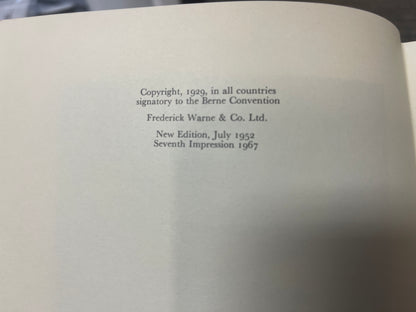 Copyright, 1929, in all countries
signatory to the Berne Convention
Frederick Warne & Co. Ltd.
New Edition, July 1952
Seventh Impression 1967